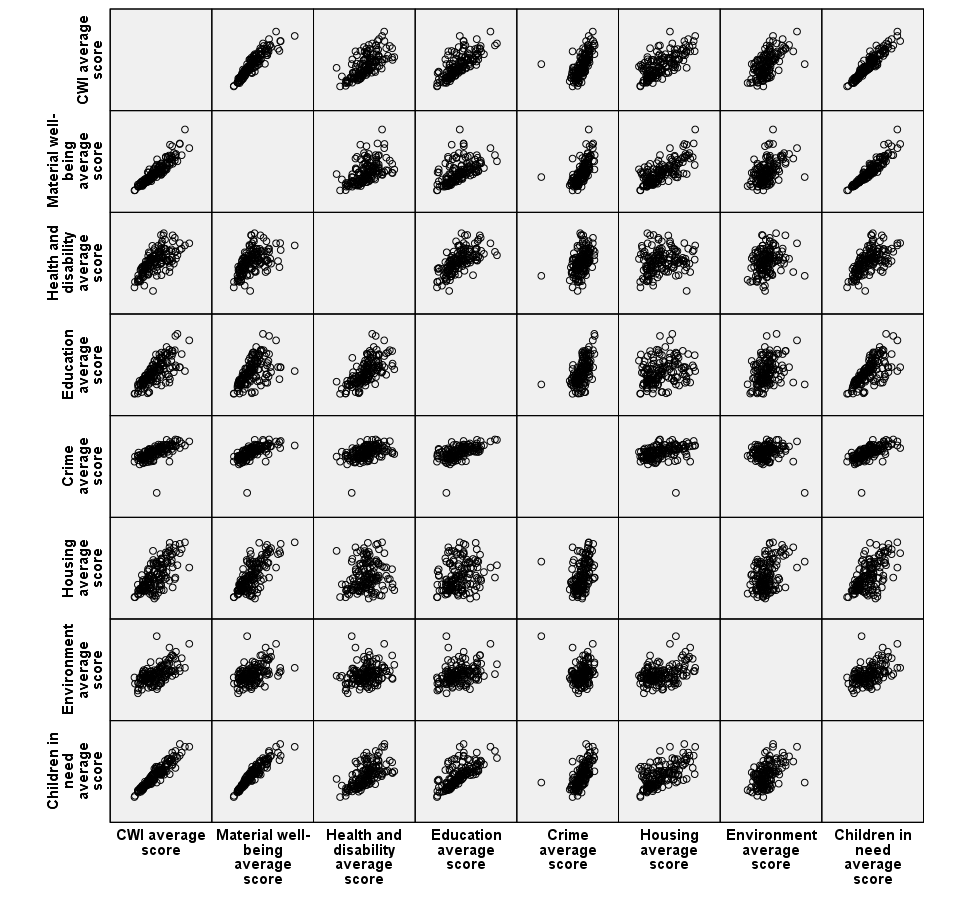 CWI average
score
Material well-
being
average
score
Health and
disability
average
score
Education
average
score
Crime
average
score
Housing
average
score
Environment
average
score
Children in
need
average
score
CWI average
score
Material well-
being
average
score
Health and
disability
average
score
Education
average
score
Crime
average
score
Housing
average
score
Environment
average
score
Children in
need
average
score